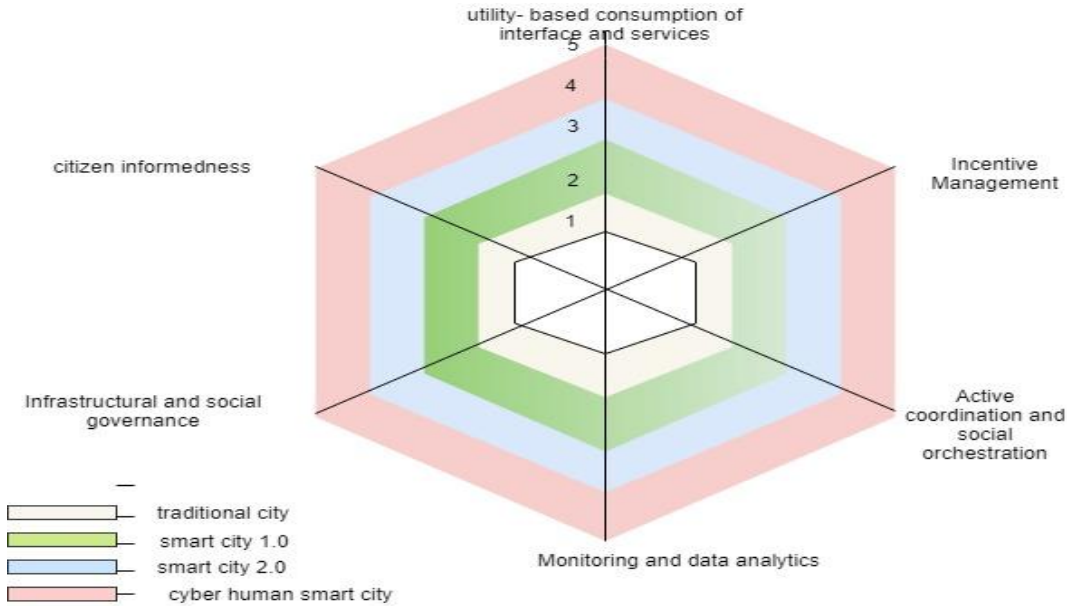 utility- based consumption of
interface and services
5
4
3
2
1
citizen informedness
Incentive
Management
Infrastructural and social
governance
Active
coordination and
social
orchestration
Monitoring and data analytics
traditional city
smart city 1.0
smart city 2.0
cyber human smart city